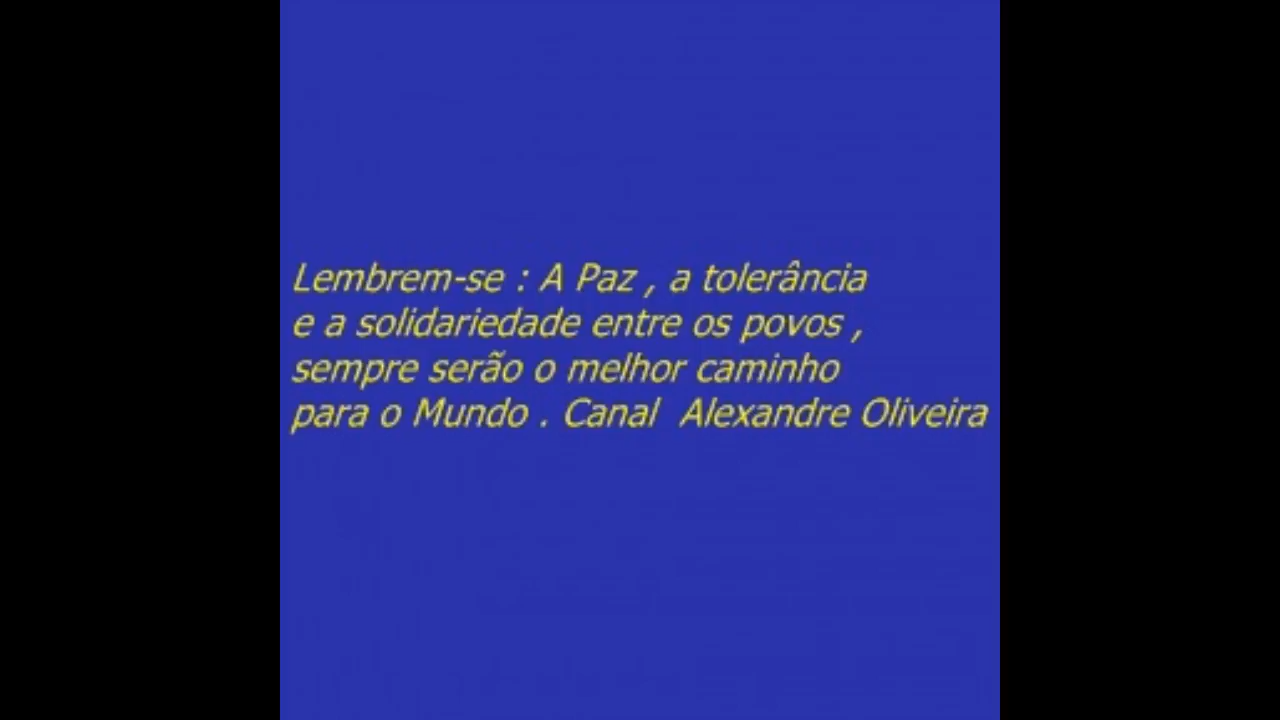 Lembrem-se : A Paz , a tolerância
e a solidariedade entre os povos ,
sempre serão o melhor caminho
para o Mundo . Canal  Alexandre Oliveira